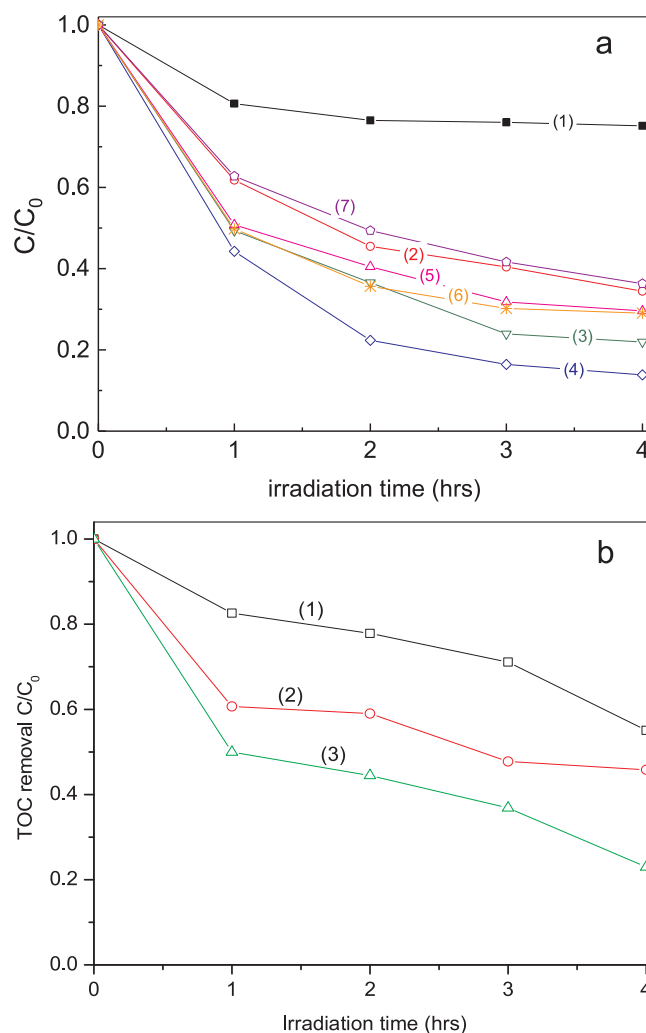 a
1.0
0.8
0.6
0.4
0.2
0.0
C/C₀
(1)
(7)
(2)
(5)
(6)
(3)
(4)
0 1 2 3 4
irradiation time (hrs)
b
1.0
0.8
0.6
0.4
0.2
0.0
TOC removal C/C₀
(1)
(2)
(3)
0 1 2 3 4
Irradiation time (hrs)